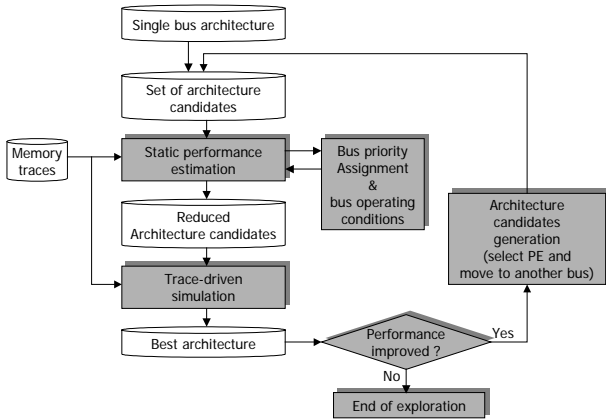 Single bus architecture
Set of architecture
candidates
Memory
traces
Static performance
estimation
Bus priority
Assignment
&
bus operating
conditions
Reduced
Architecture candidates
Architecture
candidates
generation
(select PE and
move to another bus)
Trace-driven
simulation
Best architecture
Performance
improved ?
Yes
No
End of exploration